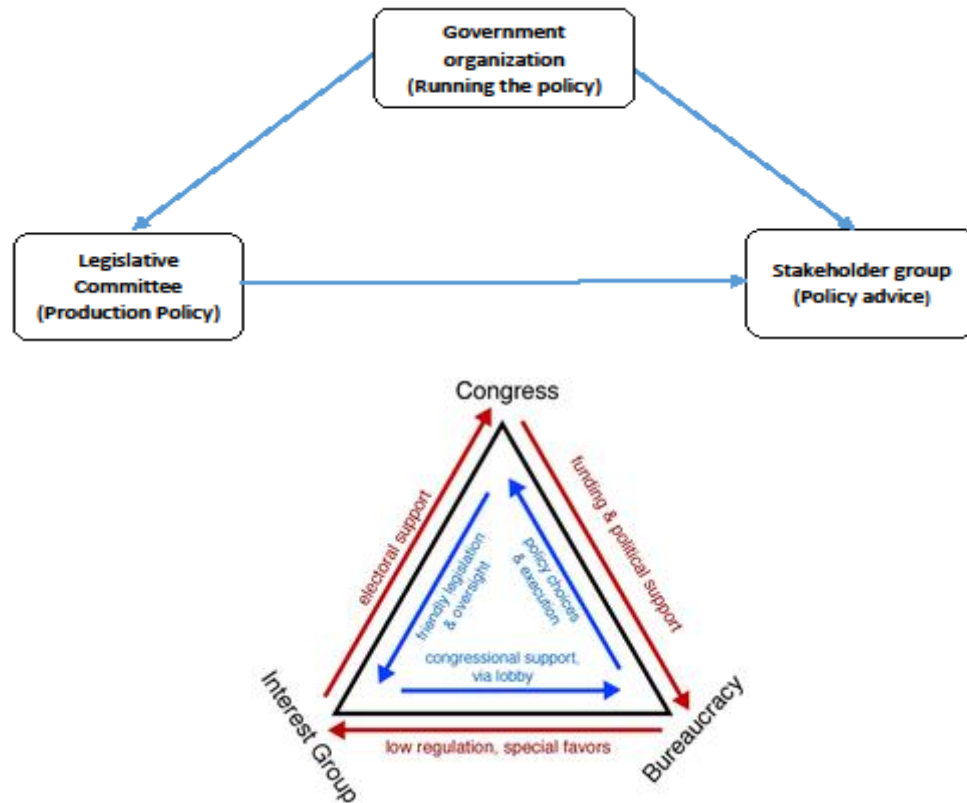 Government
organization
(Running the policy)
Legislative
Committee
(Production Policy)
Stakeholder group
(Policy advice)
Congress
electoral support
funding & political support
friendly legislation
& oversight
policy choices
& execution
congressional support,
via lobby
Interest Group
Bureaucracy
low regulation, special favors